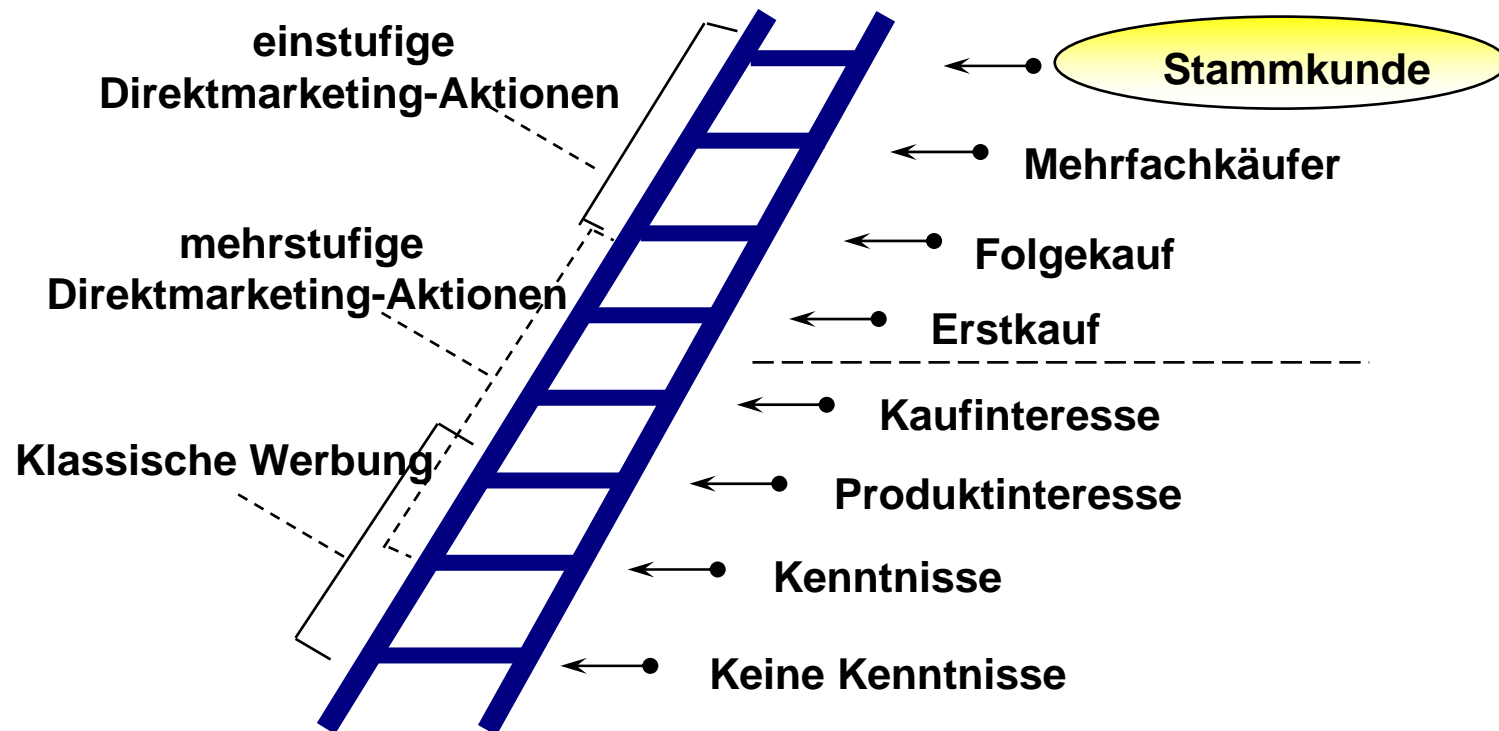 einstufige
Direktmarketing-Aktionen
Stammkunde
Mehrfachkäufer
mehrstufige
Direktmarketing-Aktionen
Folgekauf
Erstkauf
Kaufinteresse
Klassische Werbung
Produktinteresse
Kenntnisse
Keine Kenntnisse